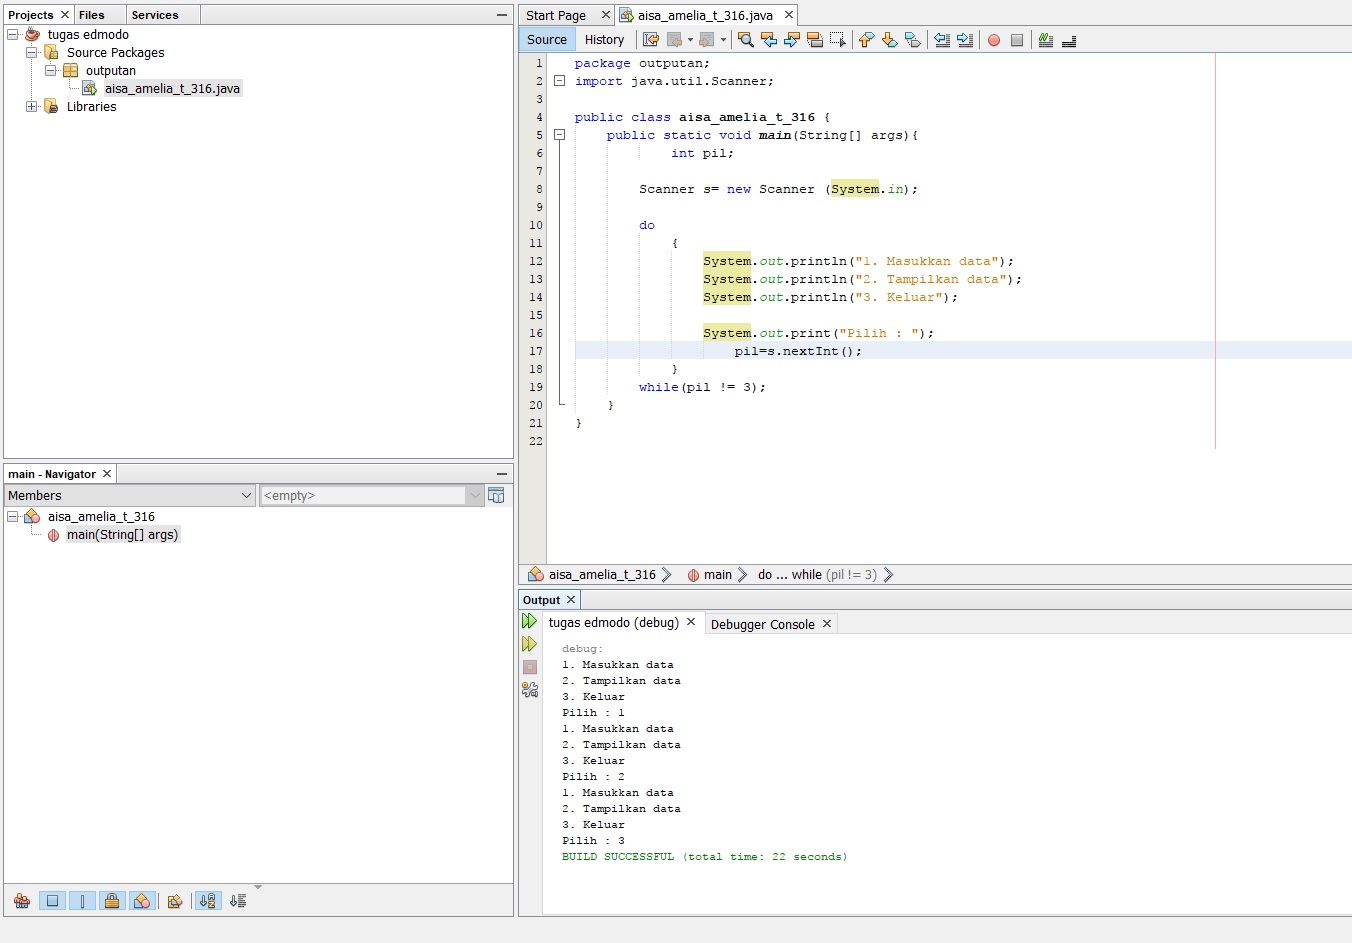 Projects Files Services
tugas edmodo
Source Packages
outputan
aisa_amelia_t_316.java
Libraries
main - Navigator
Members <empty>
aisa_amelia_t_316
main(String[] args)
Start Page aisa_amelia_t_316.java
Source History
1 package outputan;
2 import java.util.Scanner;
3
4 public class aisa_amelia_t_316 {
5 public static void main(String[] args){
6 int pil;
7
8 Scanner s= new Scanner (System.in);
9
10 do
11 {
12 System.out.println("1. Masukkan data");
13 System.out.println("2. Tampilkan data");
14 System.out.println("3. Keluar");
15
16 System.out.print("Pilih : ");
17 pil=s.nextInt();
18 }
19 while(pil != 3);
20 }
21 }
22
aisa_amelia_t_316 main do ... while (pil != 3)
Output
tugas edmodo (debug) Debugger Console
debug:
1. Masukkan data
2. Tampilkan data
3. Keluar
Pilih : 1
1. Masukkan data
2. Tampilkan data
3. Keluar
Pilih : 2
1. Masukkan data
2. Tampilkan data
3. Keluar
Pilih : 3
BUILD SUCCESSFUL (total time: 22 seconds)